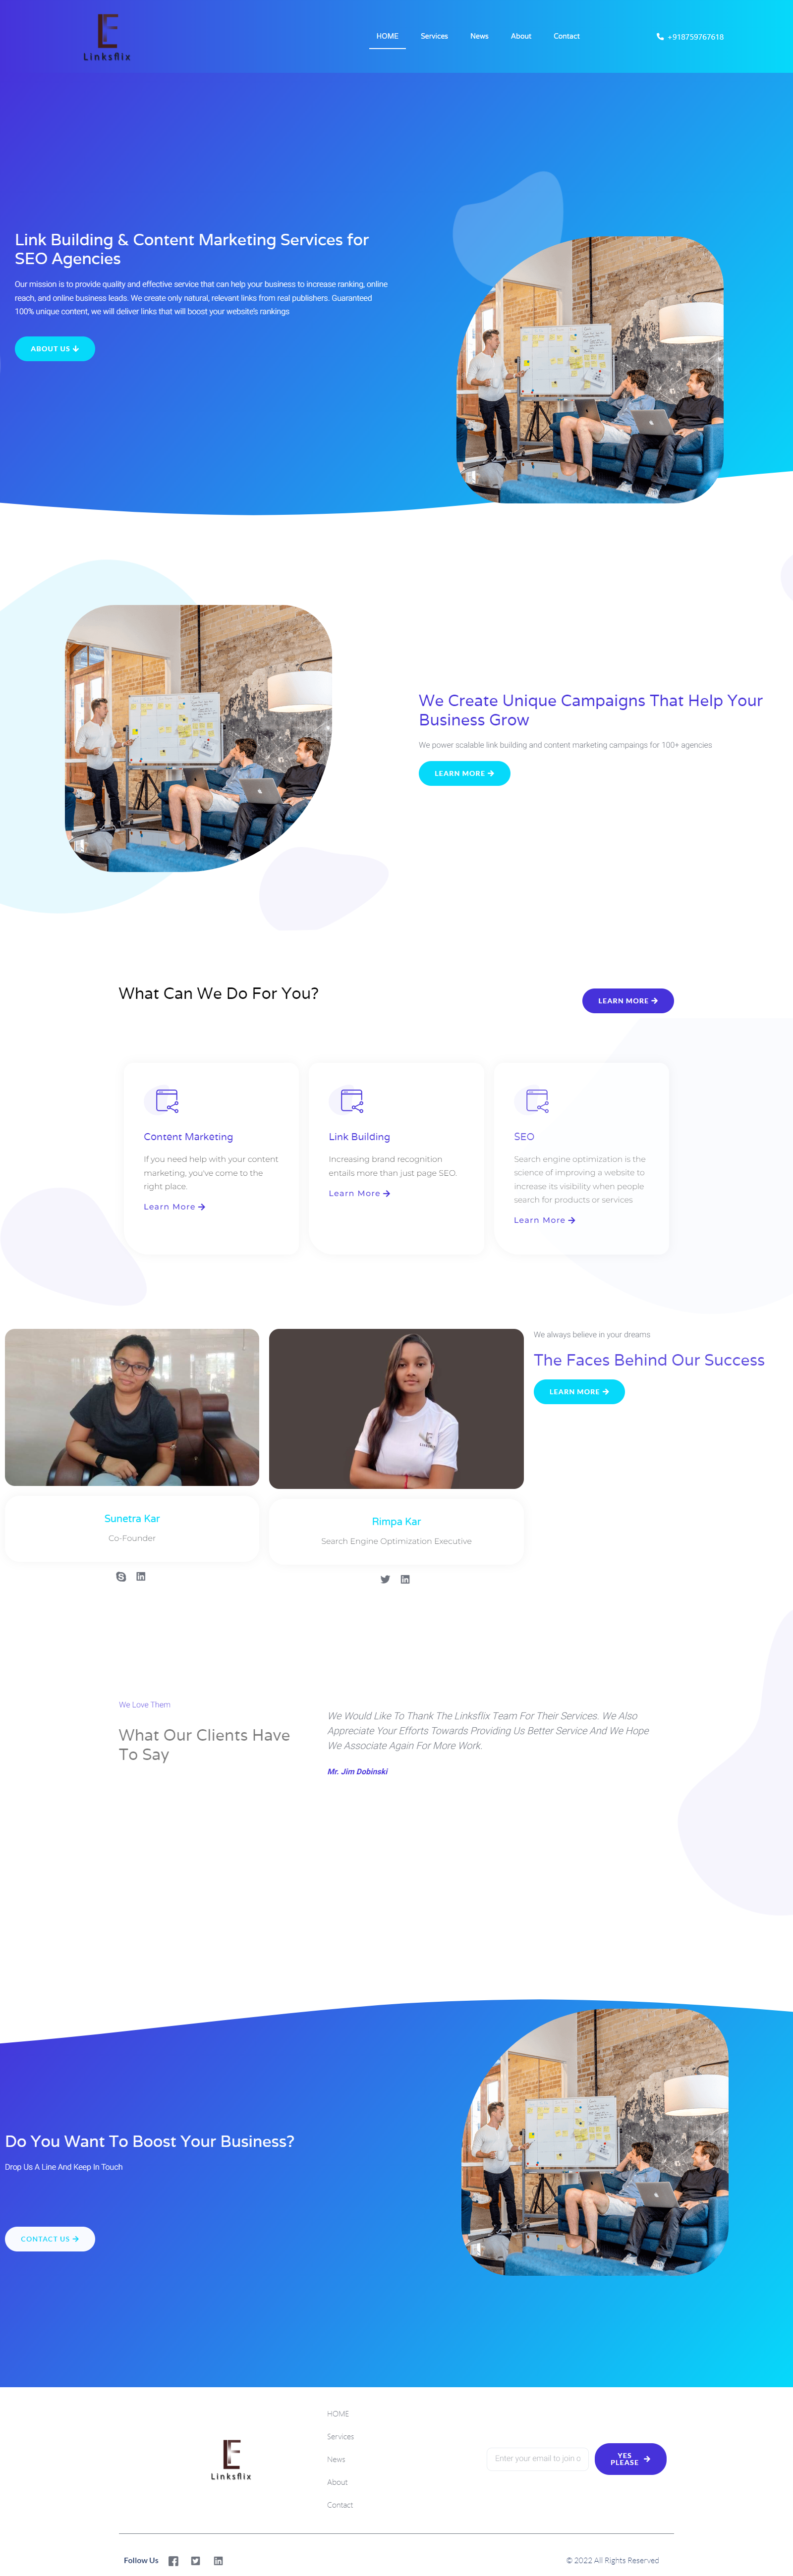 Linksflix
HOME
Services
News
About
Contact
+918759767618
Link Building & Content Marketing Services for
SEO Agencies
Our mission is to provide quality and effective service that can help your business to increase ranking, online
reach, and online business leads. We create only natural, relevant links from real publishers. Guaranteed
100% unique content, we will deliver links that will boost your website's rankings
ABOUT US
We Create Unique Campaigns That Help Your
Business Grow
We power scalable link building and content marketing campaings for 100+ agencies
LEARN MORE
What Can We Do For You?
LEARN MORE
Content Marketing
If you need help with your content
marketing, you've come to the
right place.
Learn More
Link Building
Increasing brand recognition
entails more than just page SEO.
Learn More
SEO
Search engine optimization is the
science of improving a website to
increase its visibility when people
search for products or services
Learn More
Sunetra Kar
Co-Founder
Rimpa Kar
Search Engine Optimization Executive
We always believe in your dreams
The Faces Behind Our Success
LEARN MORE
We Love Them
What Our Clients Have
To Say
We Would Like To Thank The Linksflix Team For Their Services. We Also
Appreciate Your Efforts Towards Providing Us Better Service And We Hope
We Associate Again For More Work.
Mr. Jim Dobinski
Do You Want To Boost Your Business?
Drop Us A Line And Keep In Touch
CONTACT US
Linksflix
HOME
Services
News
About
Contact
Enter your email to join o
YES
PLEASE
Follow Us
© 2022 All Rights Reserved